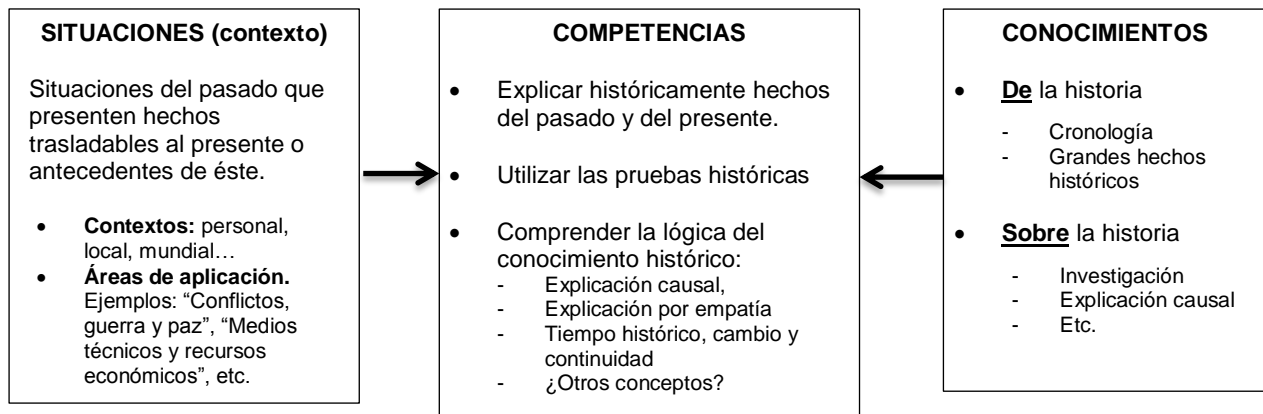 SITUACIONES (contexto)
Situaciones del pasado que
presenten hechos
trasladables al presente o
antecedentes de éste.
• Contextos: personal,
local, mundial…
• Áreas de aplicación.
Ejemplos: “Conflictos,
guerra y paz”, “Medios
técnicos y recursos
económicos”, etc.
COMPETENCIAS
• Explicar históricamente hechos
del pasado y del presente.
• Utilizar las pruebas históricas
• Comprender la lógica del
conocimiento histórico:
- Explicación causal,
- Explicación por empatía
- Tiempo histórico, cambio y
continuidad
- ¿Otros conceptos?
CONOCIMIENTOS
• De la historia
- Cronología
- Grandes hechos
históricos
• Sobre la historia
- Investigación
- Explicación causal
- Etc.